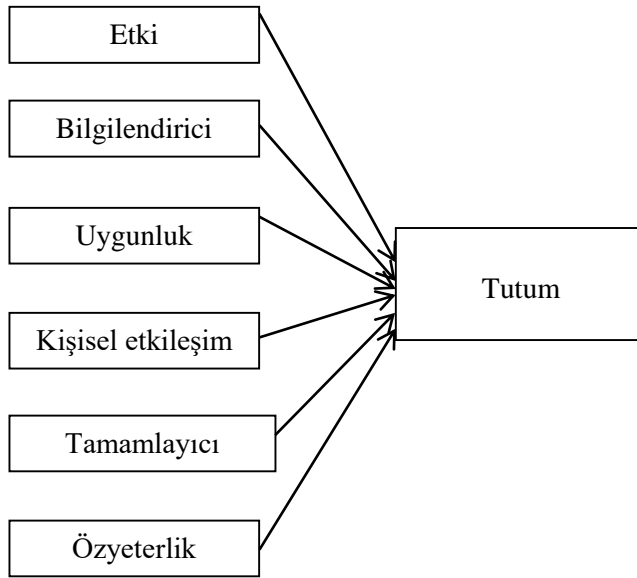 Etki
Bilgilendirici
Uygunluk
Tutum
Kişisel etkileşim
Tamamlayıcı
Özyeterlik